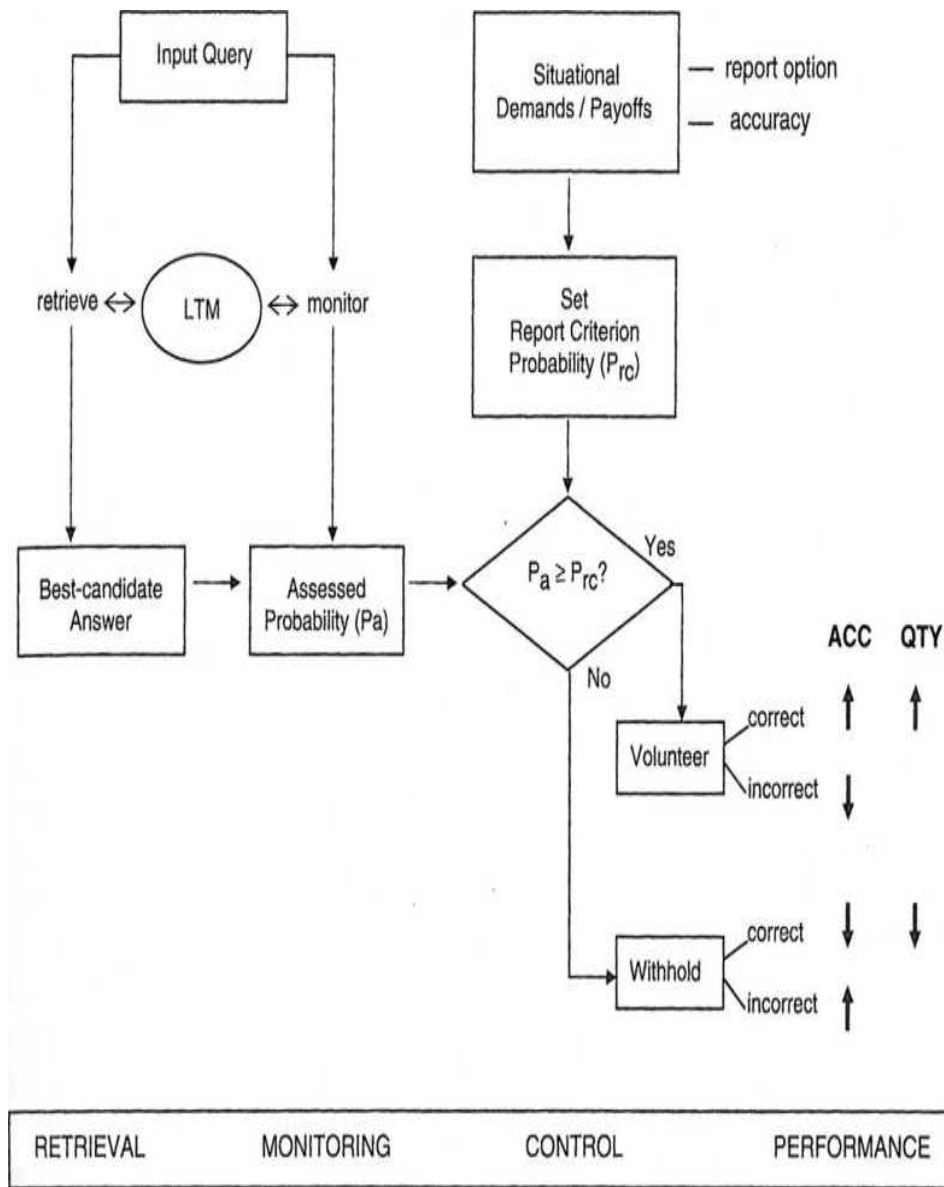 Input Query
Situational
Demands / Payoffs
— report option
— accuracy
retrieve
LTM
monitor
Set
Report Criterion
Probability (Prc)
Best-candidate
Answer
Assessed
Probability (Pa)
Pa ≥ Prc?
Yes
No
ACC QTY
Volunteer
correct
incorrect
Withhold
correct
incorrect
RETRIEVAL MONITORING CONTROL PERFORMANCE